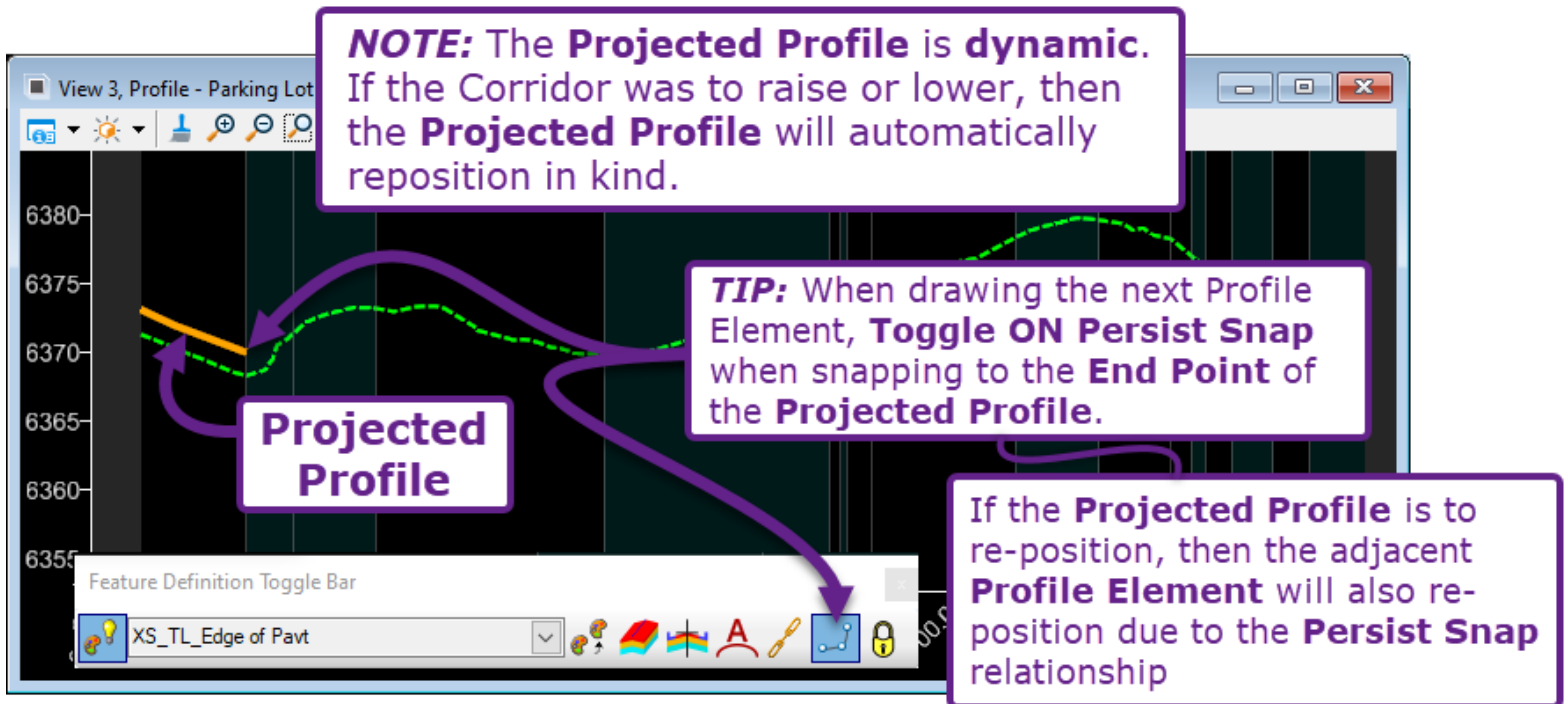 NOTE: The Projected Profile is dynamic.
If the Corridor was to raise or lower, then
the Projected Profile will automatically
reposition in kind.
View 3, Profile - Parking Lot
6380
6375
6370
6365
6360
6355
TIP: When drawing the next Profile
Element, Toggle ON Persist Snap
when snapping to the End Point of
the Projected Profile.
Projected
Profile
If the Projected Profile is to
re-position, then the adjacent
Profile Element will also re-
position due to the Persist Snap
relationship
Feature Definition Toggle Bar
x
XS_TL_Edge of Pavt
A